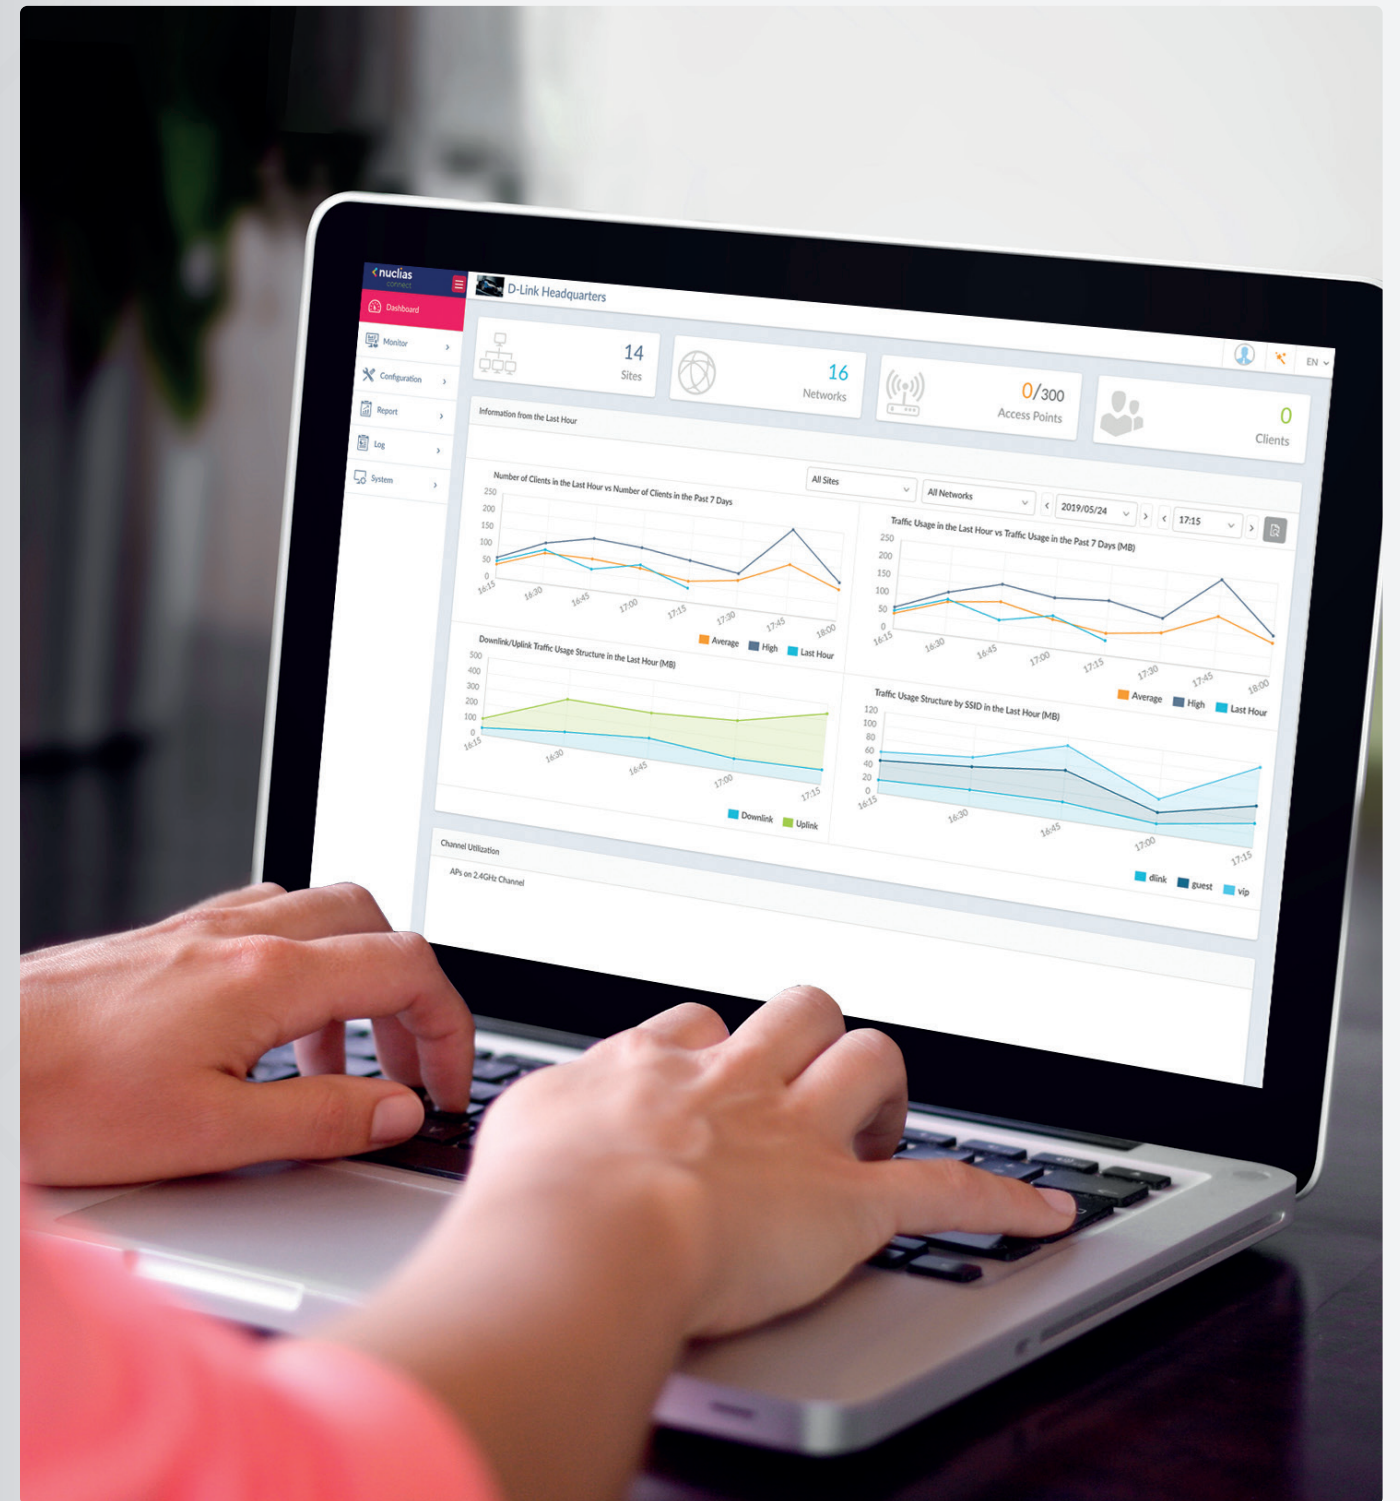 nuclias
connect
D-Link Headquarters
EN
Dashboard
Monitor
Configuration
Report
Log
System
14
Sites
16
Networks
0/300
Access Points
0
Clients
Information from the Last Hour
All Sites
All Networks
2019/05/24
17:15
Number of Clients in the Last Hour vs Number of Clients in the Past 7 Days
250
200
150
100
50
0
16:15 16:30 16:45 17:00 17:15 17:30 17:45 18:00
Average High Last Hour
Traffic Usage in the Last Hour vs Traffic Usage in the Past 7 Days (MB)
250
200
150
100
50
0
16:15 16:30 16:45 17:00 17:15 17:30 17:45 18:00
Average High Last Hour
Downlink/Uplink Traffic Usage Structure in the Last Hour (MB)
500
400
300
200
100
0
16:15 16:30 16:45 17:00 17:15
Downlink Uplink
Traffic Usage Structure by SSID in the Last Hour (MB)
120
100
80
60
40
20
0
16:15 16:30 16:45 17:00 17:15
dlink guest vip
Channel Utilization
APs on 2.4GHz Channel